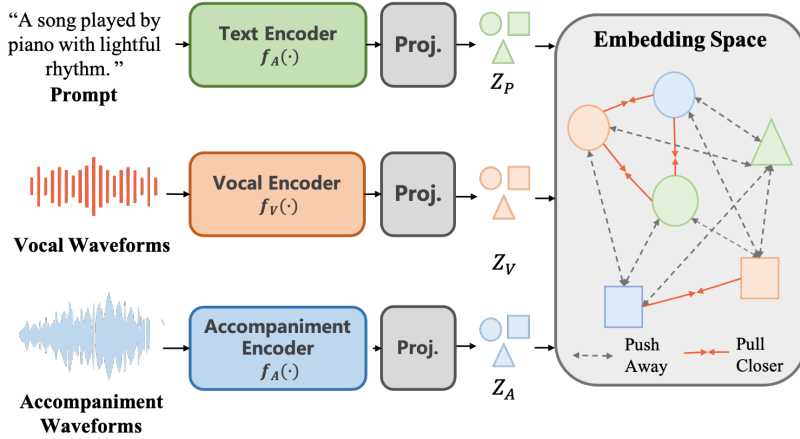 “A song played by
piano with lightful
rhythm. ”
Prompt
Text Encoder
f_A(·)
Proj.
Z_P
Vocal Waveforms
Vocal Encoder
f_V(·)
Proj.
Z_V
Accompaniment
Waveforms
Accompaniment
Encoder
f_A(·)
Proj.
Z_A
Embedding Space
Push
Away
Pull
Closer